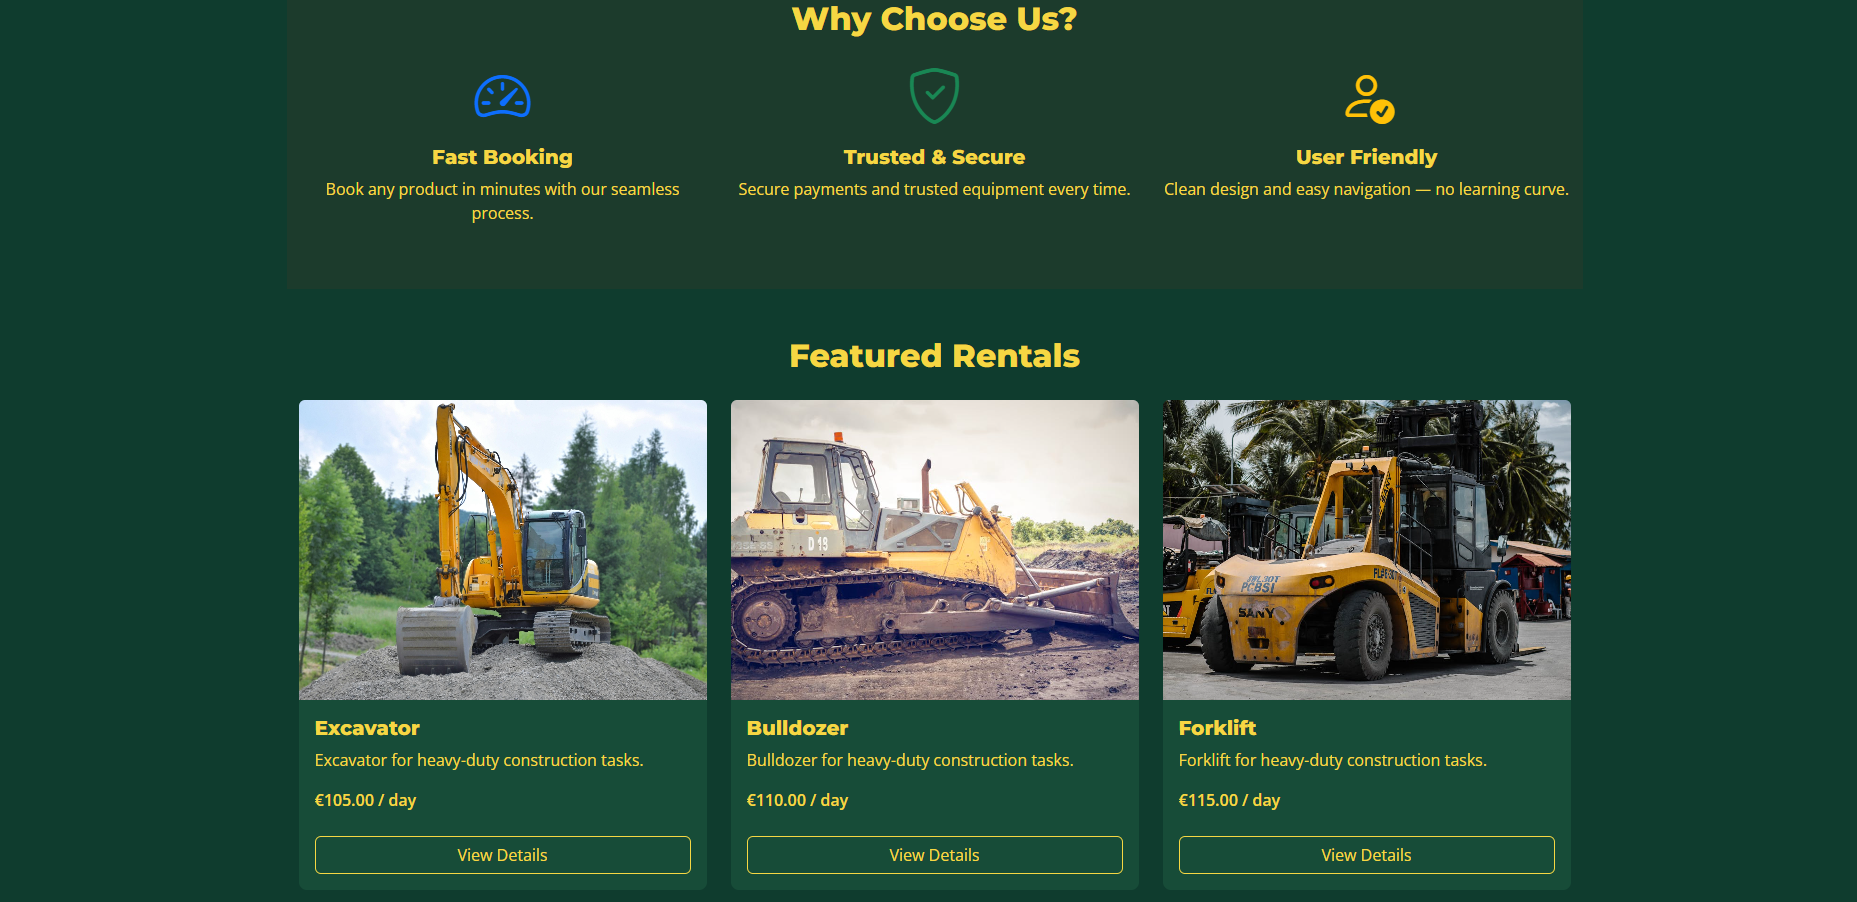 Why Choose Us?
Fast Booking
Book any product in minutes with our seamless
process.
Trusted & Secure
Secure payments and trusted equipment every time.
User Friendly
Clean design and easy navigation — no learning curve.
Featured Rentals
D 1S
PCBSI
SANY
Excavator
Excavator for heavy-duty construction tasks.
€105.00 / day
View Details
Bulldozer
Bulldozer for heavy-duty construction tasks.
€110.00 / day
View Details
Forklift
Forklift for heavy-duty construction tasks.
€115.00 / day
View Details